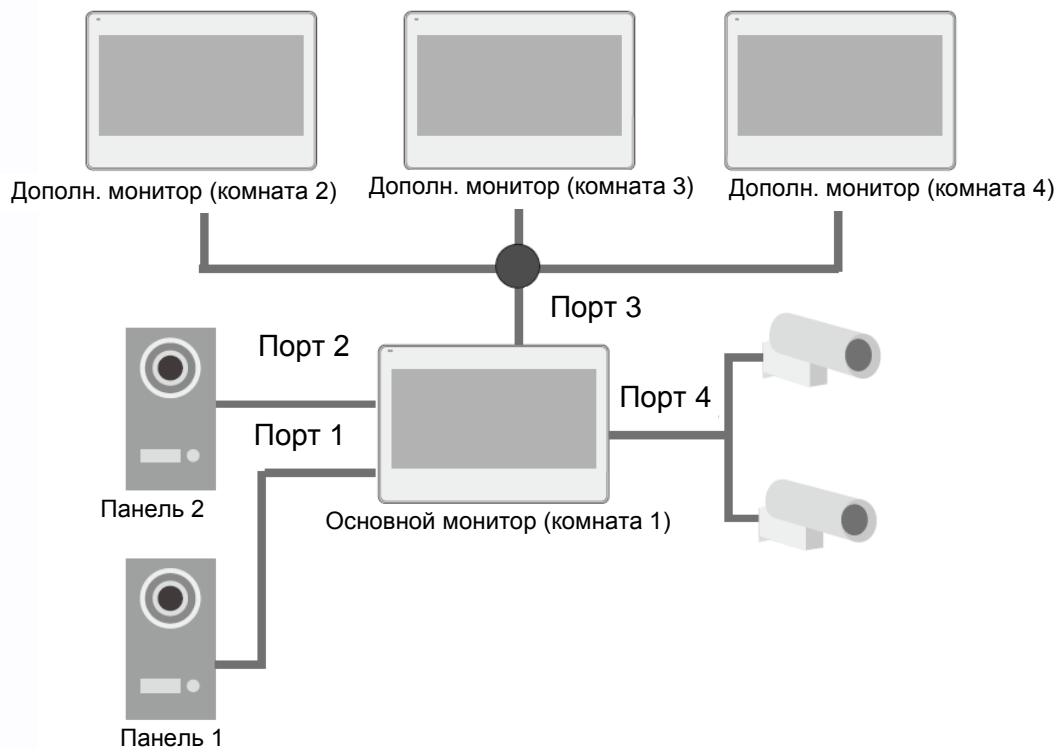 Дополн. монитор (комната 2)
Дополн. монитор (комната 3)
Дополн. монитор (комната 4)
Порт 3
Порт 2
Порт 4
Порт 1
Панель 2
Основной монитор (комната 1)
Панель 1